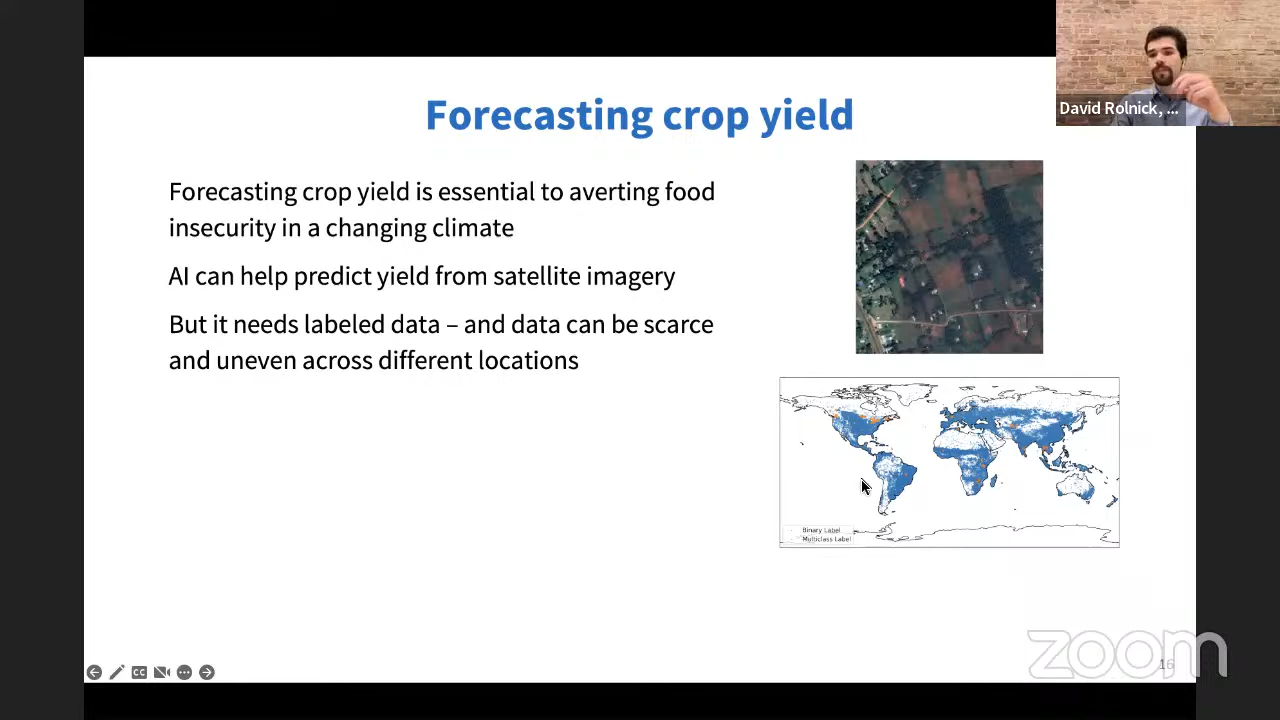 David Rolnick, ...
Forecasting crop yield
Forecasting crop yield is essential to averting food
insecurity in a changing climate
AI can help predict yield from satellite imagery
But it needs labeled data – and data can be scarce
and uneven across different locations
Binary Label
Multiclass Label
CC
zoom
16